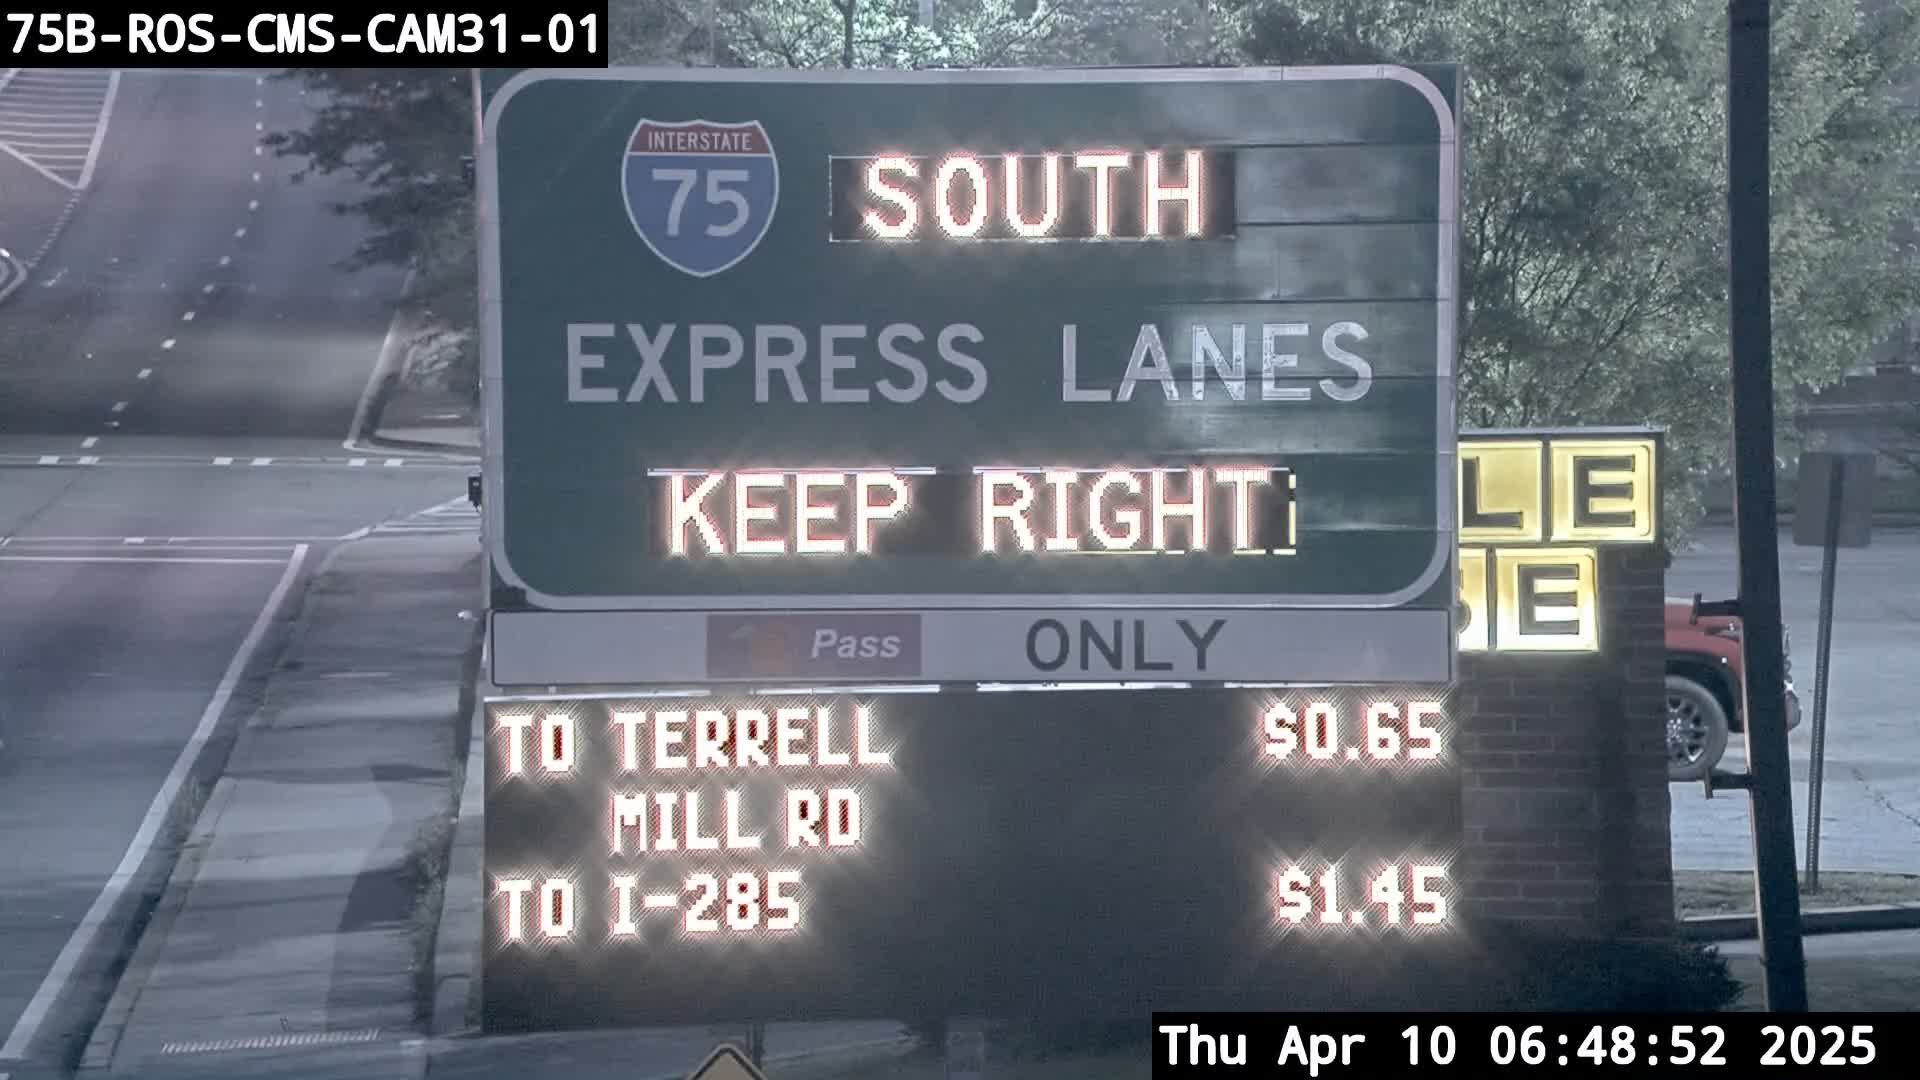 75B-ROS-CMS-CAM31-01
INTERSTATE
75
SOUTH
EXPRESS LANES
KEEP RIGHT
Pass ONLY
TO TERRELL $0.65
MILL RD
TO I-285 $1.45
LE
E
Thu Apr 10 06:48:52 2025